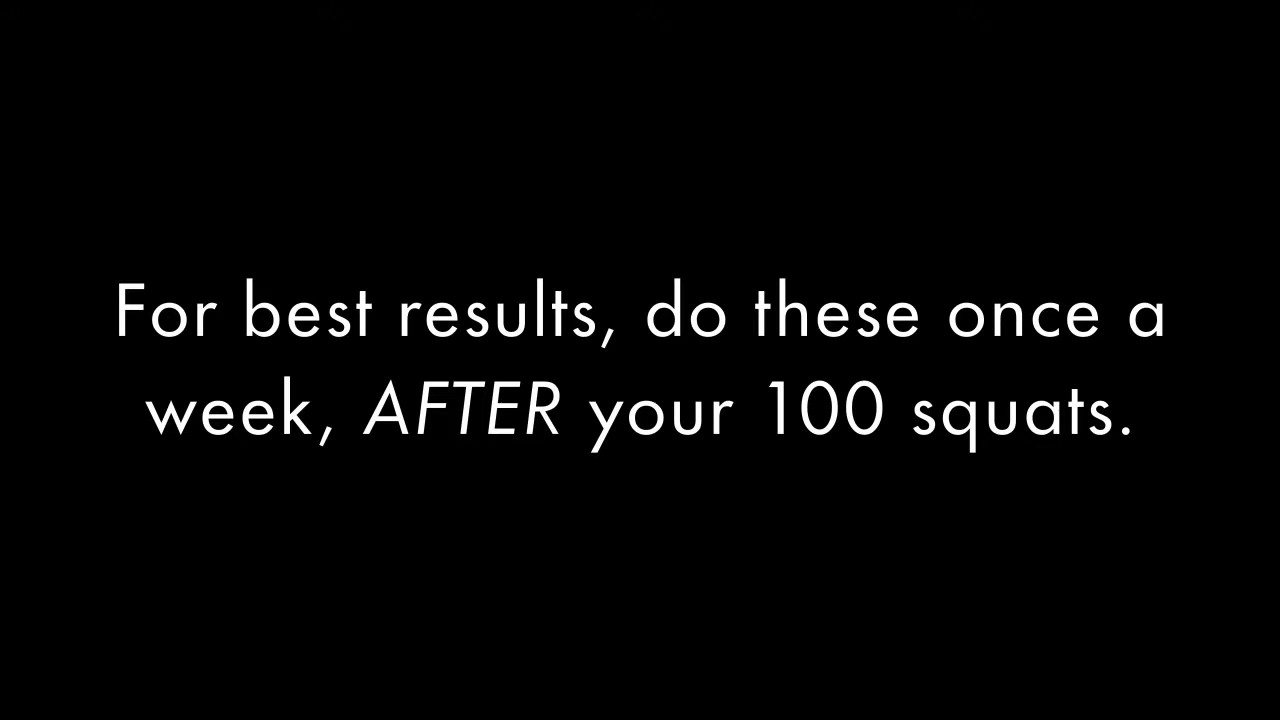 For best results, do these once a
week, AFTER your 100 squats.